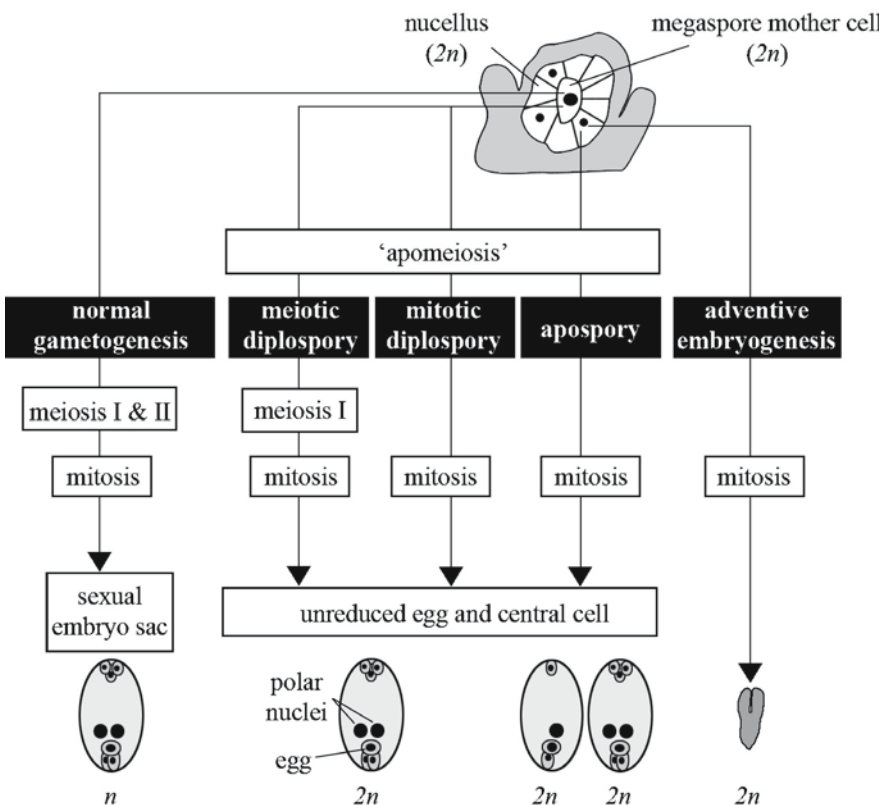 nucellus
(2n)
megaspore mother cell
(2n)
'apomeiosis'
normal
gametogenesis
meiotic
diplospory
mitotic
diplospory
apospory
adventive
embryogenesis
meiosis I & II
meiosis I
mitosis
mitosis
mitosis
mitosis
mitosis
sexual
embryo sac
unreduced egg and central cell
polar
nuclei
egg
n
2n
2n
2n
2n